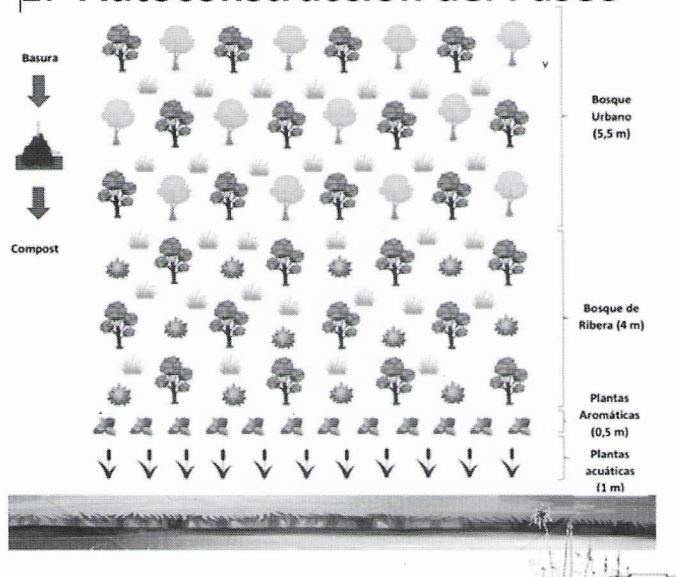 Basura
Compost
v
Bosque
Urbano
(5,5 m)
Bosque de
Ribera (4 m)
Plantas
Aromáticas
(0,5 m)
Plantas
acuáticas
(1 m)